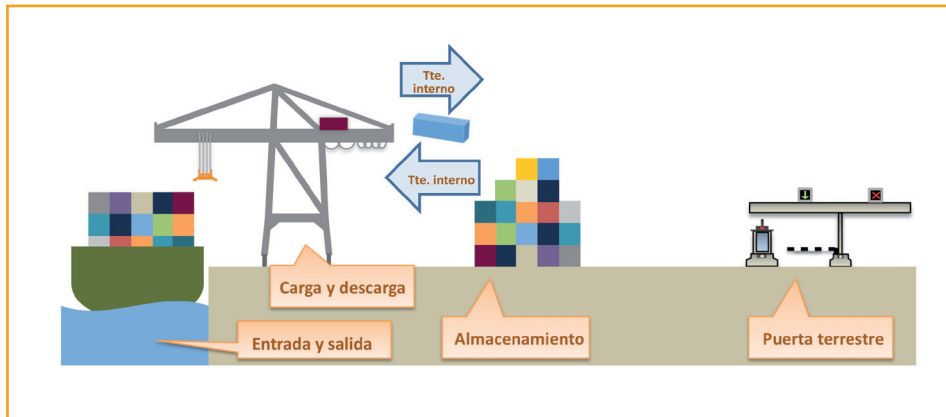 Tte.
interno
Tte. interno
Carga y descarga
Entrada y salida
Almacenamiento
Puerta terrestre